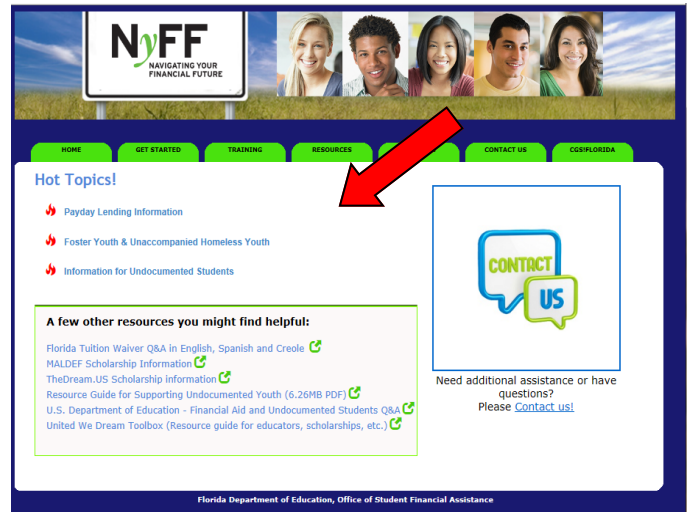 NyFF
NAVIGATING YOUR
FINANCIAL FUTURE
HOME GET STARTED TRAINING RESOURCES CONTACT US CGS!FLORIDA
Hot Topics!
Payday Lending Information
Foster Youth & Unaccompanied Homeless Youth
Information for Undocumented Students
A few other resources you might find helpful:
Florida Tuition Waiver Q&A in English, Spanish and Creole
MALDEF Scholarship Information
TheDream.US Scholarship information
Resource Guide for Supporting Undocumented Youth (6.26MB PDF)
U.S. Department of Education - Financial Aid and Undocumented Students Q&A
United We Dream Toolbox (Resource guide for educators, scholarships, etc.)
CONTACT
US
Need additional assistance or have
questions?
Please Contact us!
Florida Department of Education, Office of Student Financial Assistance